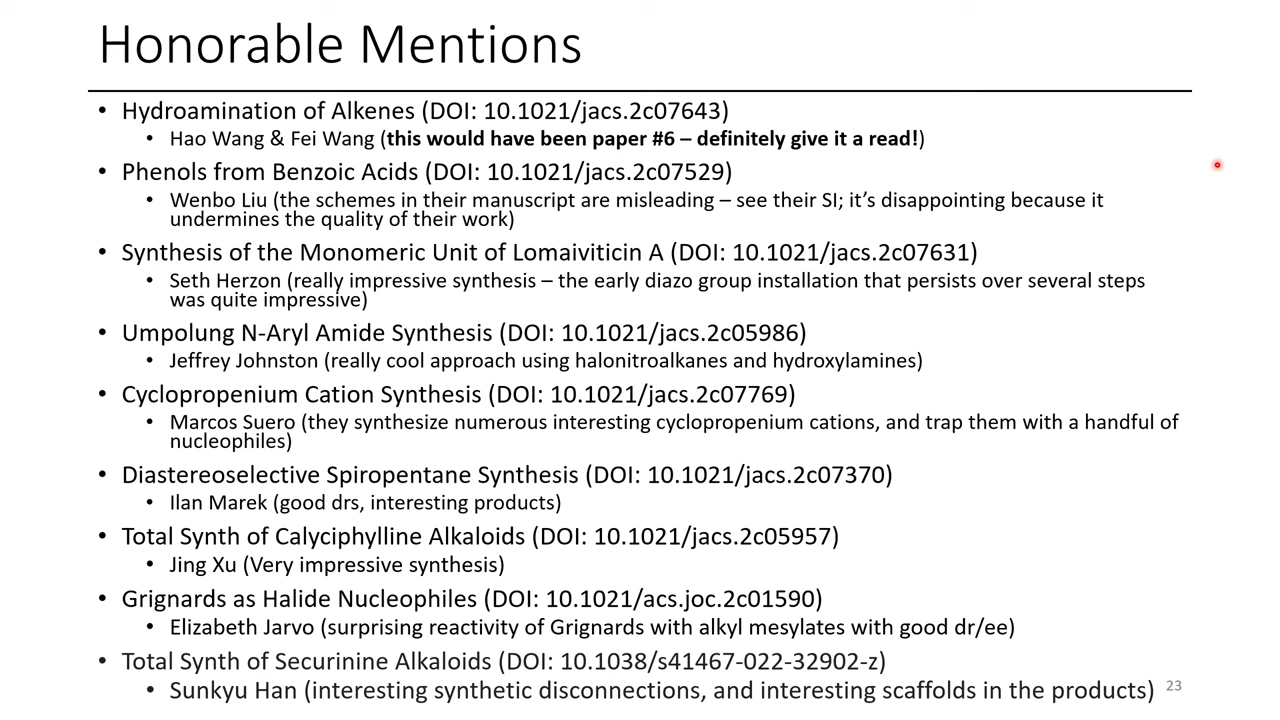 Honorable Mentions
• Hydroamination of Alkenes (DOI: 10.1021/jacs.2c07643)
• Hao Wang & Fei Wang (this would have been paper #6 – definitely give it a read!)
• Phenols from Benzoic Acids (DOI: 10.1021/jacs.2c07529)
• Wenbo Liu (the schemes in their manuscript are misleading – see their SI; it’s disappointing because it
undermines the quality of their work)
• Synthesis of the Monomeric Unit of Lomaiviticin A (DOI: 10.1021/jacs.2c07631)
• Seth Herzon (really impressive synthesis – the early diazo group installation that persists over several steps
was quite impressive)
• Umpolung N-Aryl Amide Synthesis (DOI: 10.1021/jacs.2c05986)
• Jeffrey Johnston (really cool approach using halonitroalkanes and hydroxylamines)
• Cyclopropenium Cation Synthesis (DOI: 10.1021/jacs.2c07769)
• Marcos Suero (they synthesize numerous interesting cyclopropenium cations, and trap them with a handful of
nucleophiles)
• Diastereoselective Spiropentane Synthesis (DOI: 10.1021/jacs.2c07370)
• Ilan Marek (good drs, interesting products)
• Total Synth of Calyciphylline Alkaloids (DOI: 10.1021/jacs.2c05957)
• Jing Xu (Very impressive synthesis)
• Grignards as Halide Nucleophiles (DOI: 10.1021/acs.joc.2c01590)
• Elizabeth Jarvo (surprising reactivity of Grignards with alkyl mesylates with good dr/ee)
• Total Synth of Securinine Alkaloids (DOI: 10.1038/s41467-022-32902-z)
• Sunkyu Han (interesting synthetic disconnections, and interesting scaffolds in the products)
23